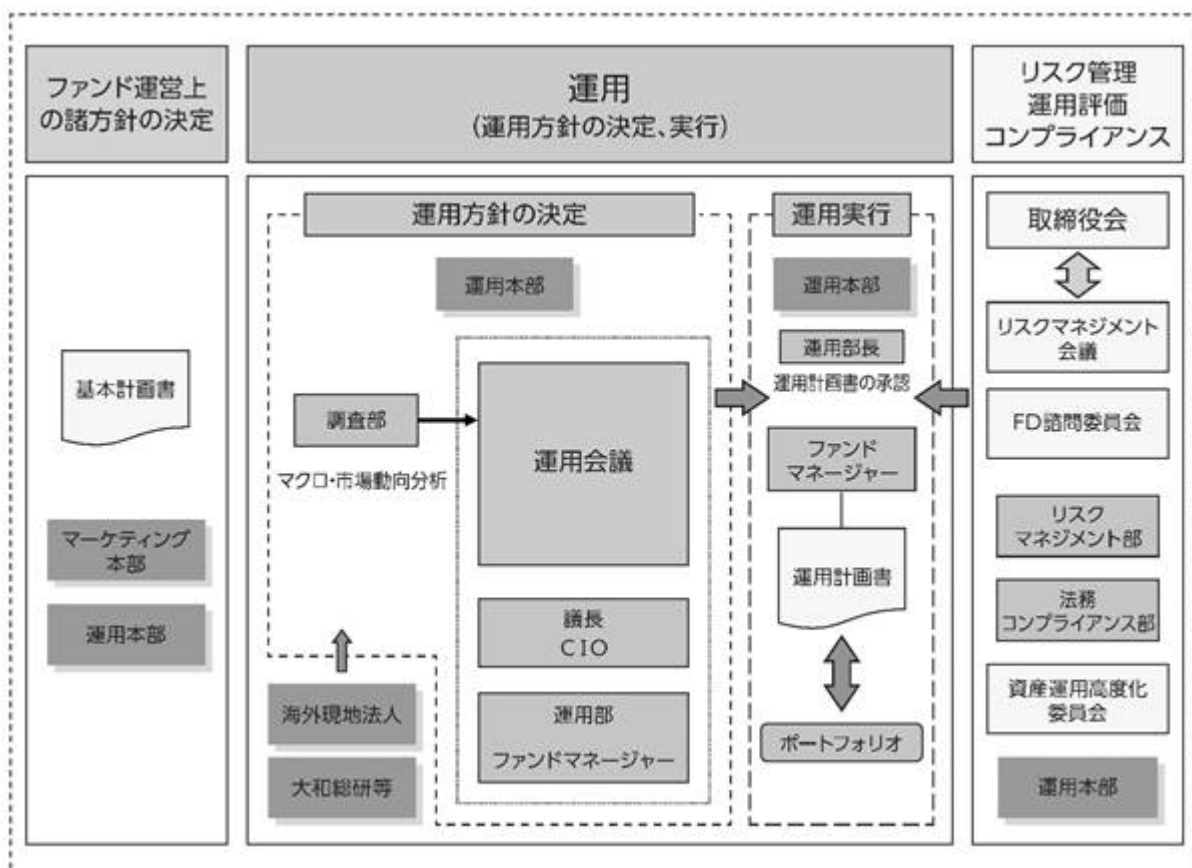 ファンド運営上
の諸方針の決定
運用
(運用方針の決定、実行)
リスク管理
運用評価
コンプライアンス
基本計画書
マーケティング
本部
運用本部
運用方針の決定
運用本部
調査部
マクロ・市場動向分析
運用会議
議長
CIO
運用部
ファンドマネージャー
海外現地法人
大和総研等
運用実行
運用本部
運用部長
運用計画書の承認
ファンド
マネージャー
運用計画書
ポートフォリオ
取締役会
リスクマネジメント
会議
FD諮問委員会
リスク
マネジメント部
法務
コンプライアンス部
資産運用高度化
委員会
運用本部